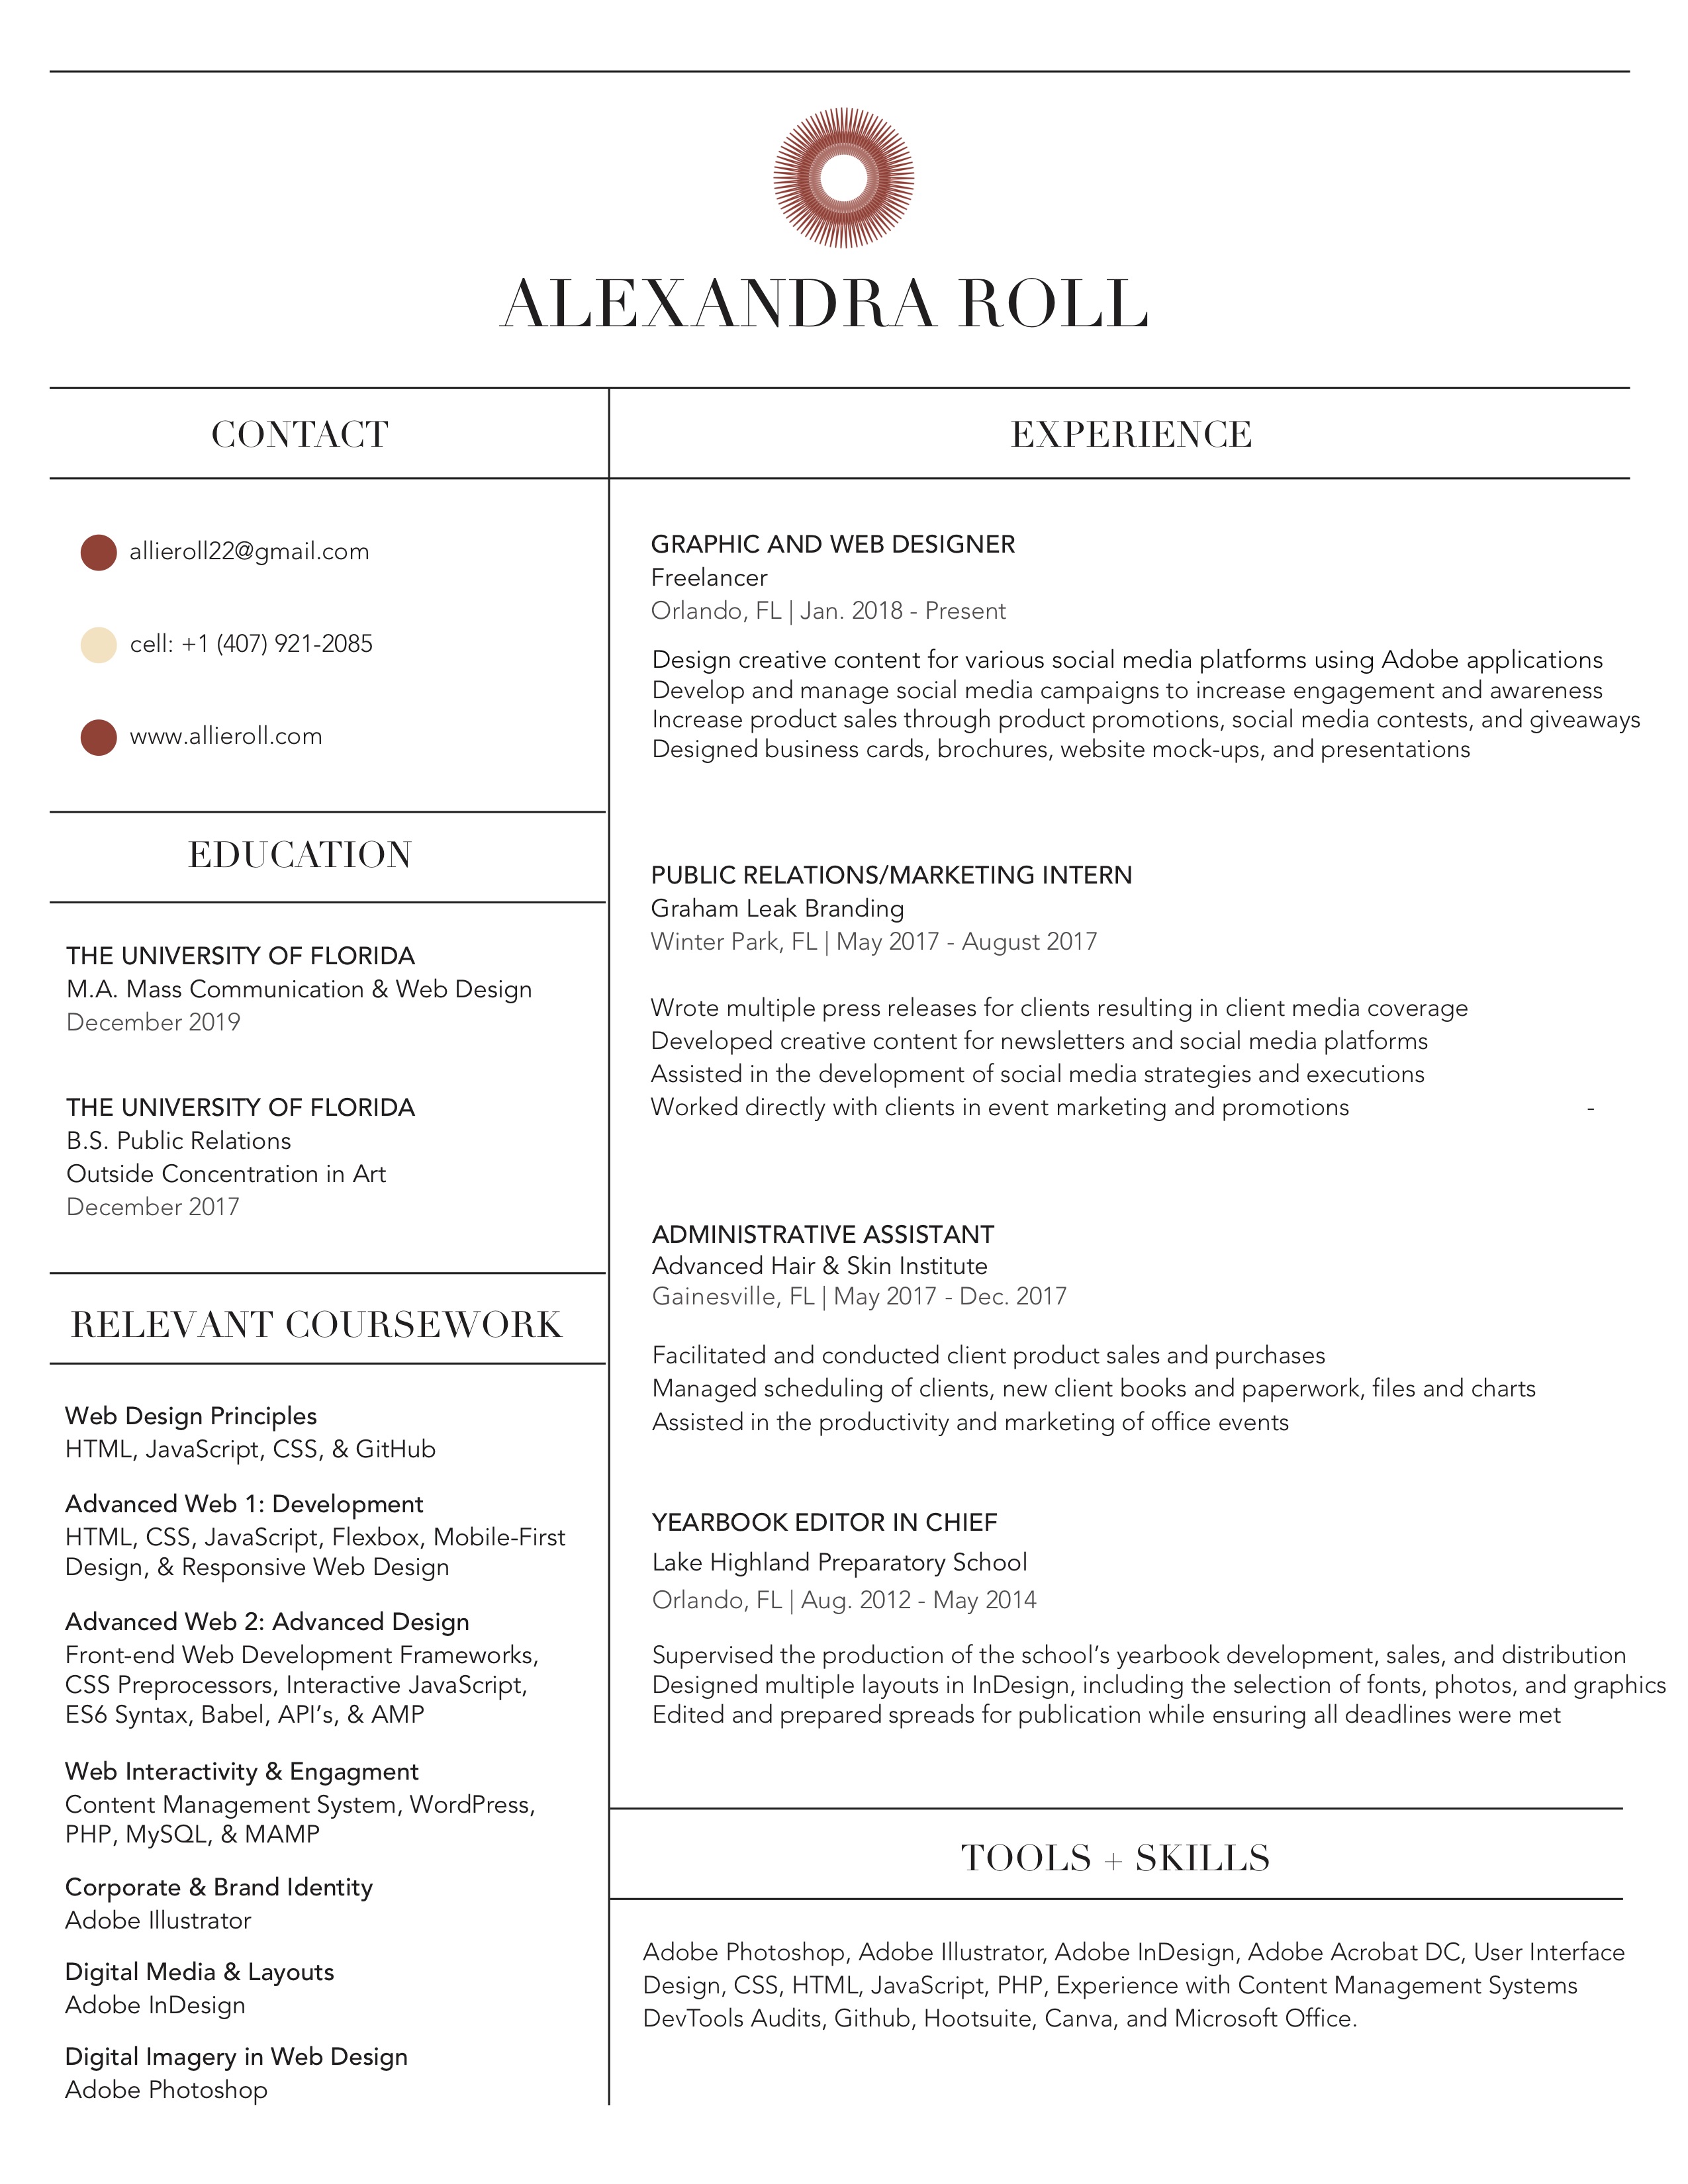 ALEXANDRA ROLL
CONTACT
allieroll22@gmail.com
cell: +1 (407) 921-2085
www.allieroll.com
EDUCATION
THE UNIVERSITY OF FLORIDA
M.A. Mass Communication & Web Design
December 2019
THE UNIVERSITY OF FLORIDA
B.S. Public Relations
Outside Concentration in Art
December 2017
RELEVANT COURSEWORK
Web Design Principles
HTML, JavaScript, CSS, & GitHub
Advanced Web 1: Development
HTML, CSS, JavaScript, Flexbox, Mobile-First
Design, & Responsive Web Design
Advanced Web 2: Advanced Design
Front-end Web Development Frameworks,
CSS Preprocessors, Interactive JavaScript,
ES6 Syntax, Babel, API’s, & AMP
Web Interactivity & Engagment
Content Management System, WordPress,
PHP, MySQL, & MAMP
Corporate & Brand Identity
Adobe Illustrator
Digital Media & Layouts
Adobe InDesign
Digital Imagery in Web Design
Adobe Photoshop
EXPERIENCE
GRAPHIC AND WEB DESIGNER
Freelancer
Orlando, FL | Jan. 2018 - Present
Design creative content for various social media platforms using Adobe applications
Develop and manage social media campaigns to increase engagement and awareness
Increase product sales through product promotions, social media contests, and giveaways
Designed business cards, brochures, website mock-ups, and presentations
PUBLIC RELATIONS/MARKETING INTERN
Graham Leak Branding
Winter Park, FL | May 2017 - August 2017
Wrote multiple press releases for clients resulting in client media coverage
Developed creative content for newsletters and social media platforms
Assisted in the development of social media strategies and executions
Worked directly with clients in event marketing and promotions -
ADMINISTRATIVE ASSISTANT
Advanced Hair & Skin Institute
Gainesville, FL | May 2017 - Dec. 2017
Facilitated and conducted client product sales and purchases
Managed scheduling of clients, new client books and paperwork, files and charts
Assisted in the productivity and marketing of office events
YEARBOOK EDITOR IN CHIEF
Lake Highland Preparatory School
Orlando, FL | Aug. 2012 - May 2014
Supervised the production of the school’s yearbook development, sales, and distribution
Designed multiple layouts in InDesign, including the selection of fonts, photos, and graphics
Edited and prepared spreads for publication while ensuring all deadlines were met
TOOLS + SKILLS
Adobe Photoshop, Adobe Illustrator, Adobe InDesign, Adobe Acrobat DC, User Interface
Design, CSS, HTML, JavaScript, PHP, Experience with Content Management Systems
DevTools Audits, Github, Hootsuite, Canva, and Microsoft Office.